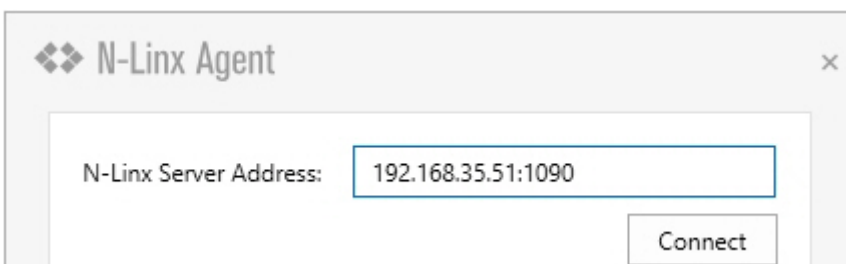 N-Linx Agent
N-Linx Server Address: 192.168.35.51:1090
Connect